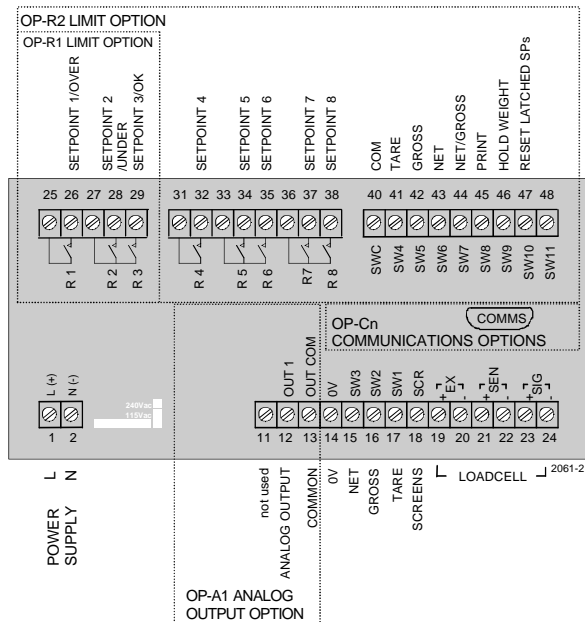 OP-R2 LIMIT OPTION
OP-R1 LIMIT OPTION
SETPOINT 1/OVER
SETPOINT 2
/UNDER
SETPOINT 3/OK
SETPOINT 4
SETPOINT 5
SETPOINT 6
SETPOINT 7
SETPOINT 8
COM
TARE
GROSS
NET
NET/GROSS
PRINT
HOLD WEIGHT
RESET LATCHED SPs
25 26 27 28 29 31 32 33 34 35 36 37 38 40 41 42 43 44 45 46 47 48
R 1 R 2 R 3 R 4 R 5 R 6 R7 R 8 SWC SW4 SW5 SW6 SW7 SW8 SW9 SW10 SW11
COMMS
OP-Cn
COMMUNICATIONS OPTIONS
L (+) N (-) OUT 1 OUT COM 0V SW3 SW2 SW1 SCR + EX - + SEN - + SIG -
240Vac
115Vac
1 2 11 12 13 14 15 16 17 18 19 20 21 22 23 24
L N
POWER
SUPPLY
not used
ANALOG OUTPUT
COMMON
0V
NET
GROSS
TARE
SCREENS
LOADCELL
2061-2
OP-A1 ANALOG
OUTPUT OPTION